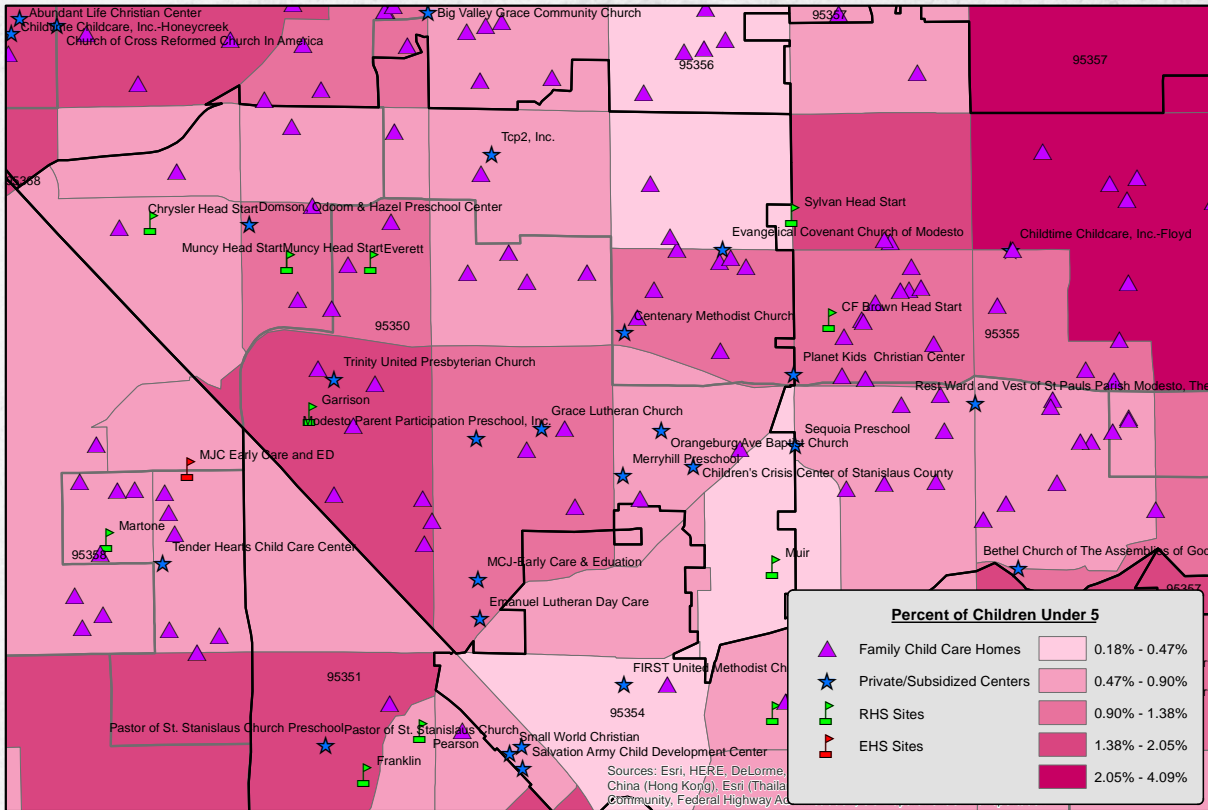 Abundant Life Christian Center
Big Valley Grace Community Church
95357
Childtime Childcare, Inc.-Honeycreek
Church of Cross Reformed Church In America
95356
95357
Tcp2, Inc.
95368
Chrysler Head Start
Domson, Odoom & Hazel Preschool Center
Sylvan Head Start
Evangelical Covenant Church of Modesto
Childtime Childcare, Inc.-Floyd
Muncy Head Start
Muncy Head Start
Everett
CF Brown Head Start
Centenary Methodist Church
95350
95355
Trinity United Presbyterian Church
Planet Kids Christian Center
Rest Ward and Vest of St Pauls Parish Modesto, The
Garrison
Grace Lutheran Church
Modesto Parent Participation Preschool, Inc.
Sequoia Preschool
Orangeburg Ave Baptist Church
MJC Early Care and ED
Merryhill Preschool
Children's Crisis Center of Stanislaus County
Martone
Tender Hearts Child Care Center
95358
Muir
Bethel Church of The Assemblies of God
MCJ-Early Care & Eduation
95357
Emanuel Lutheran Day Care
FIRST United Methodist Ch
95351
95354
Pastor of St. Stanislaus Church Preschool
Pastor of St. Stanislaus Church
Pearson
Small World Christian
Salvation Army Child Development Center
Franklin
Sources: Esri, HERE, DeLorme,
China (Hong Kong), Esri (Thaila
Community, Federal Highway Ad
Percent of Children Under 5
Family Child Care Homes
Private/Subsidized Centers
RHS Sites
EHS Sites
0.18% - 0.47%
0.47% - 0.90%
0.90% - 1.38%
1.38% - 2.05%
2.05% - 4.09%